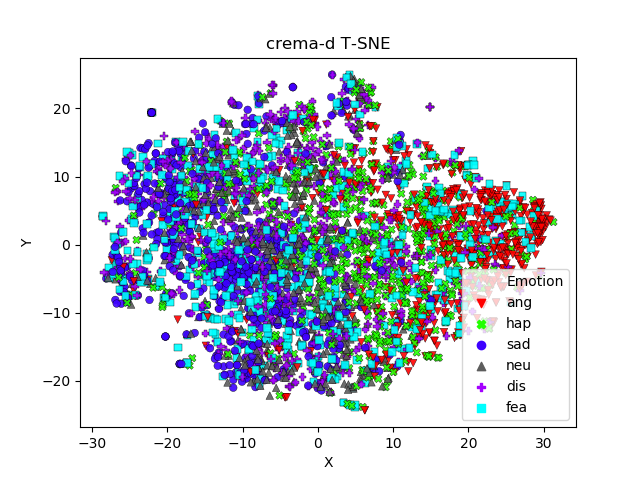 crema-d T-SNE
20
10
0
−10
−20
Y
−30
−20
−10
0
10
20
30
X
Emotion
ang
hap
sad
neu
dis
fea